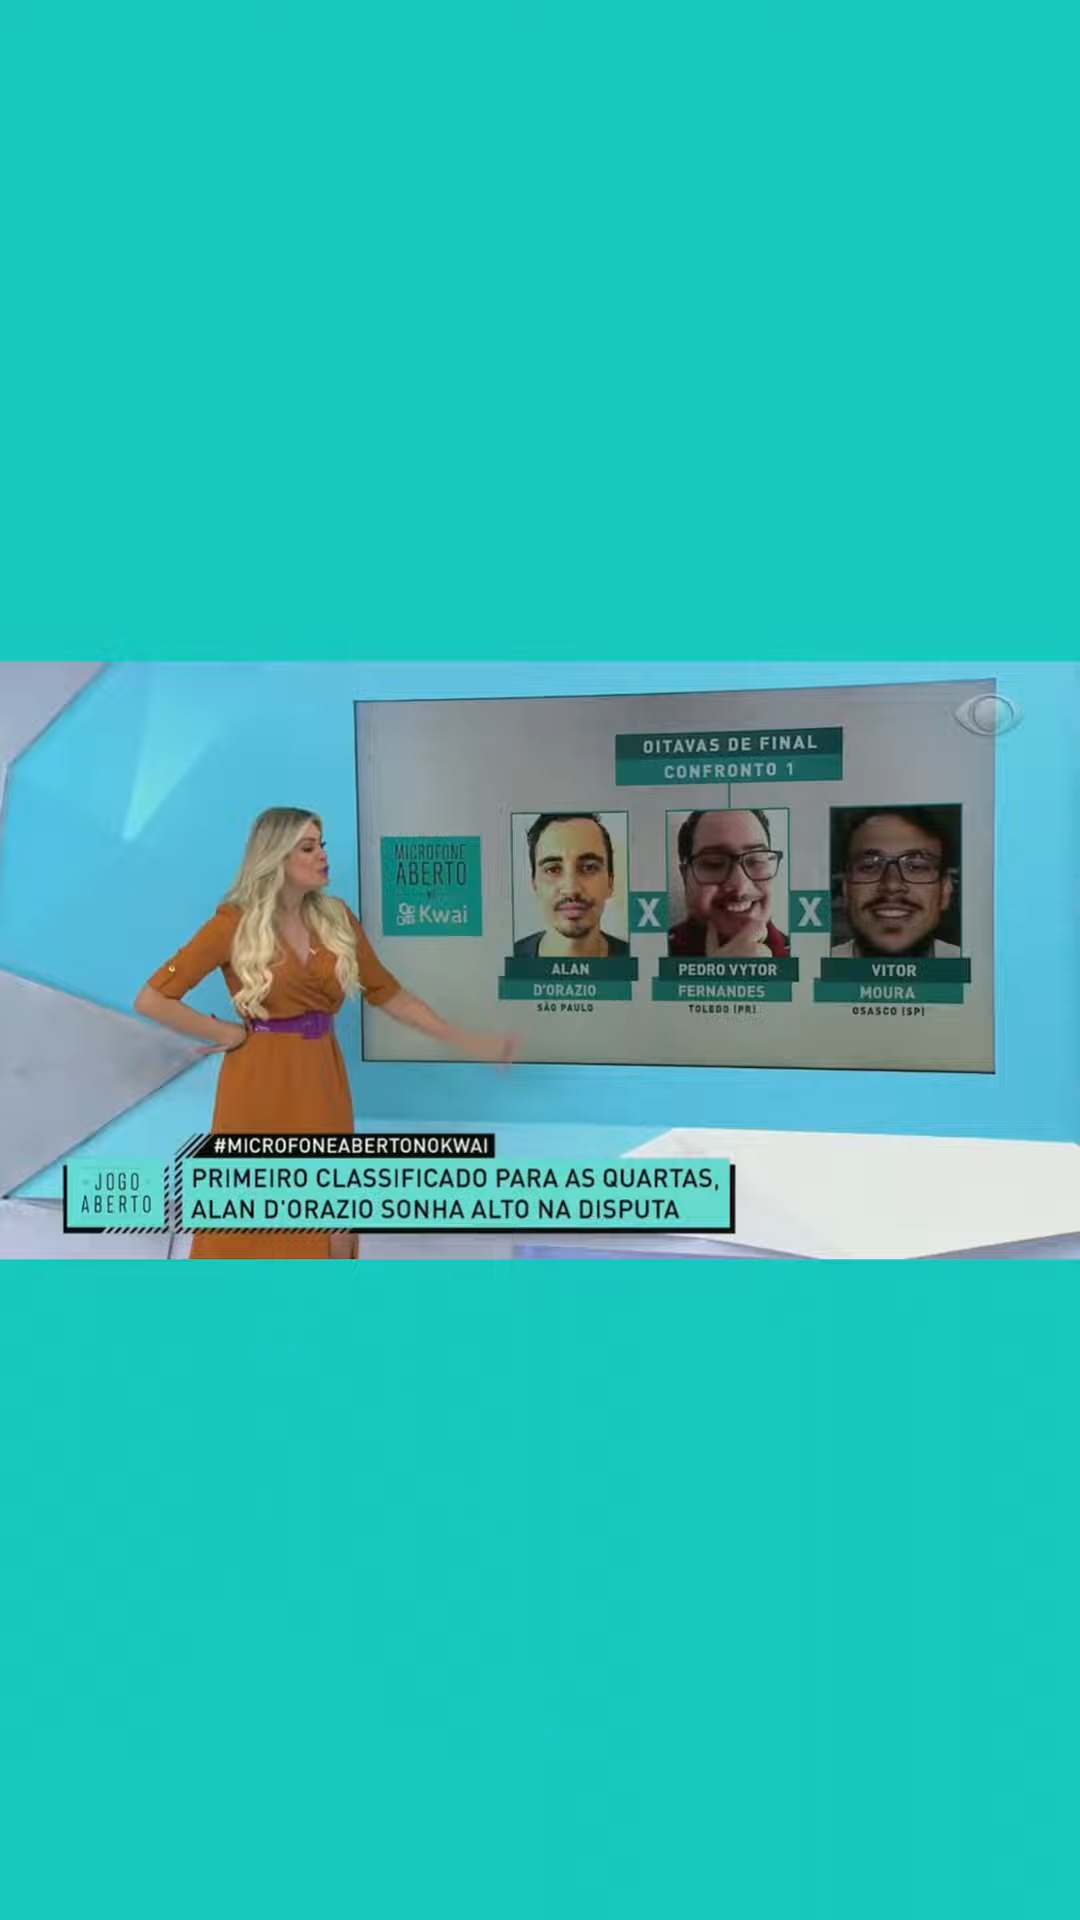 OITAVAS DE FINAL
CONFRONTO 1
MICROFONE
ABERTO
NO
Kwai
X
X
ALAN
D'ORAZIO
SÃO PAULO
PEDRO VYTOR
FERNANDES
TOLEDO (PR)
VITOR
MOURA
OSASCO (SP)
#MICROFONEABERTONOKWAI
JOGO
ABERTO
PRIMEIRO CLASSIFICADO PARA AS QUARTAS,
ALAN D'ORAZIO SONHA ALTO NA DISPUTA